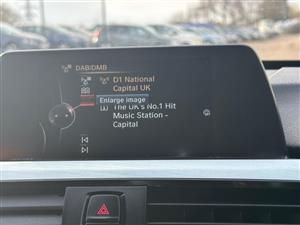 DAB/DMB
D1 National
Capital UK
Enlarge image
The UK's No.1 Hit
Music Station -
Capital